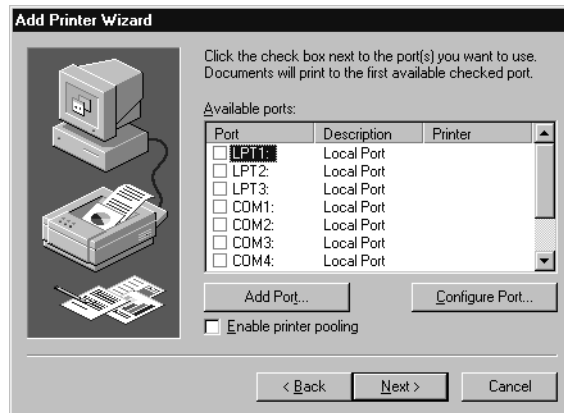 Add Printer Wizard
Click the check box next to the port(s) you want to use.
Documents will print to the first available checked port.
Available ports:
Port Description Printer
LPT1: Local Port
LPT2: Local Port
LPT3: Local Port
COM1: Local Port
COM2: Local Port
COM3: Local Port
COM4: Local Port
Add Port... Configure Port...
Enable printer pooling
< Back Next > Cancel